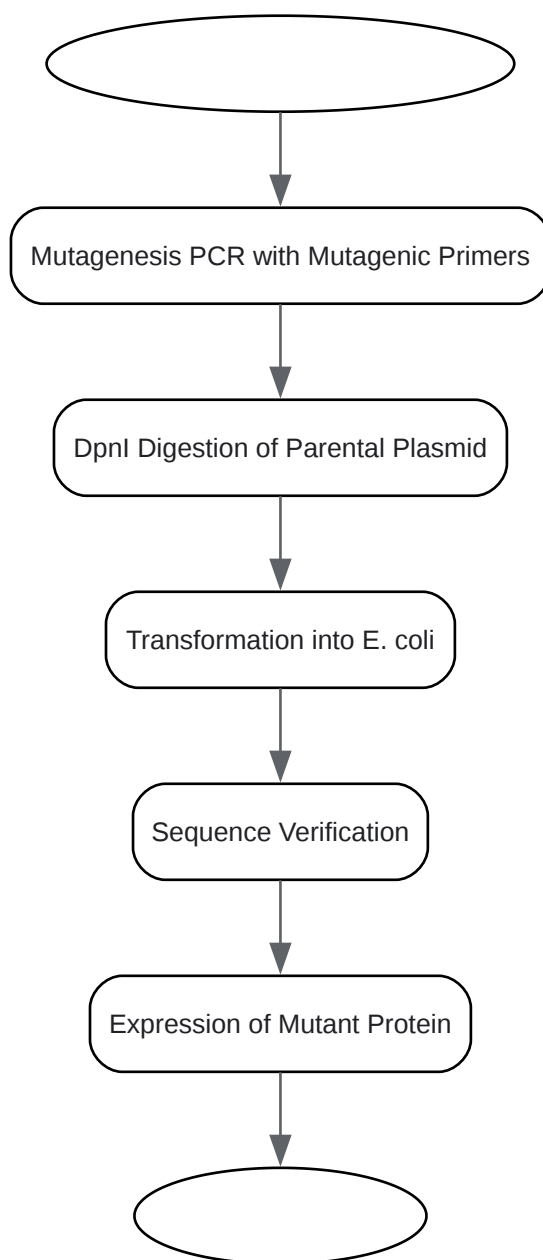 Mutagenesis PCR with Mutagenic Primers
DpnI Digestion of Parental Plasmid
Transformation into E. coli
Sequence Verification
Expression of Mutant Protein